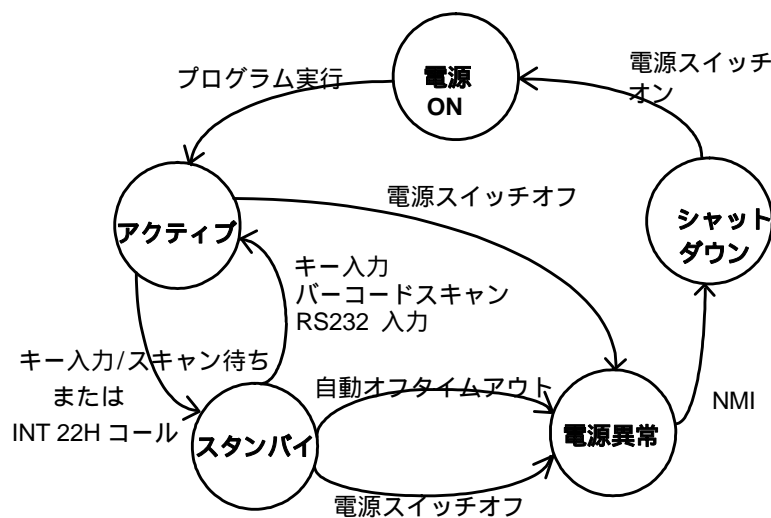 電源
ON
プログラム実行
電源スイッチ
オン
アクティブ
電源スイッチオフ
シャット
ダウン
キー入力
バーコードスキャン
RS232 入力
キー入力/スキャン待ち
または
INT 22H コール
スタンバイ
自動オフタイムアウト
電源異常
NMI
電源スイッチオフ